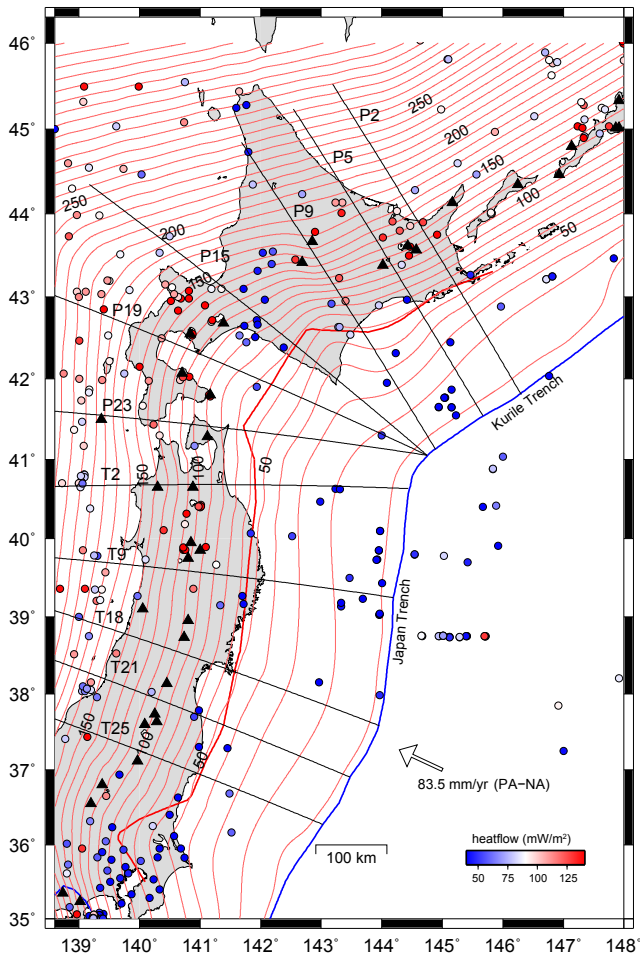 46°
45°
44°
43°
42°
41°
40°
39°
38°
37°
36°
35°
139°
140°
141°
142°
143°
144°
145°
146°
147°
148°
P2
P5
P9
P15
P19
P23
T2
T9
T18
T21
T25
250
200
150
100
50
250
200
150
50
150
100
150
100
50
Kurile Trench
Japan Trench
83.5 mm/yr (PA−NA)
100 km
heatflow (mW/m²)
50 75 100 125